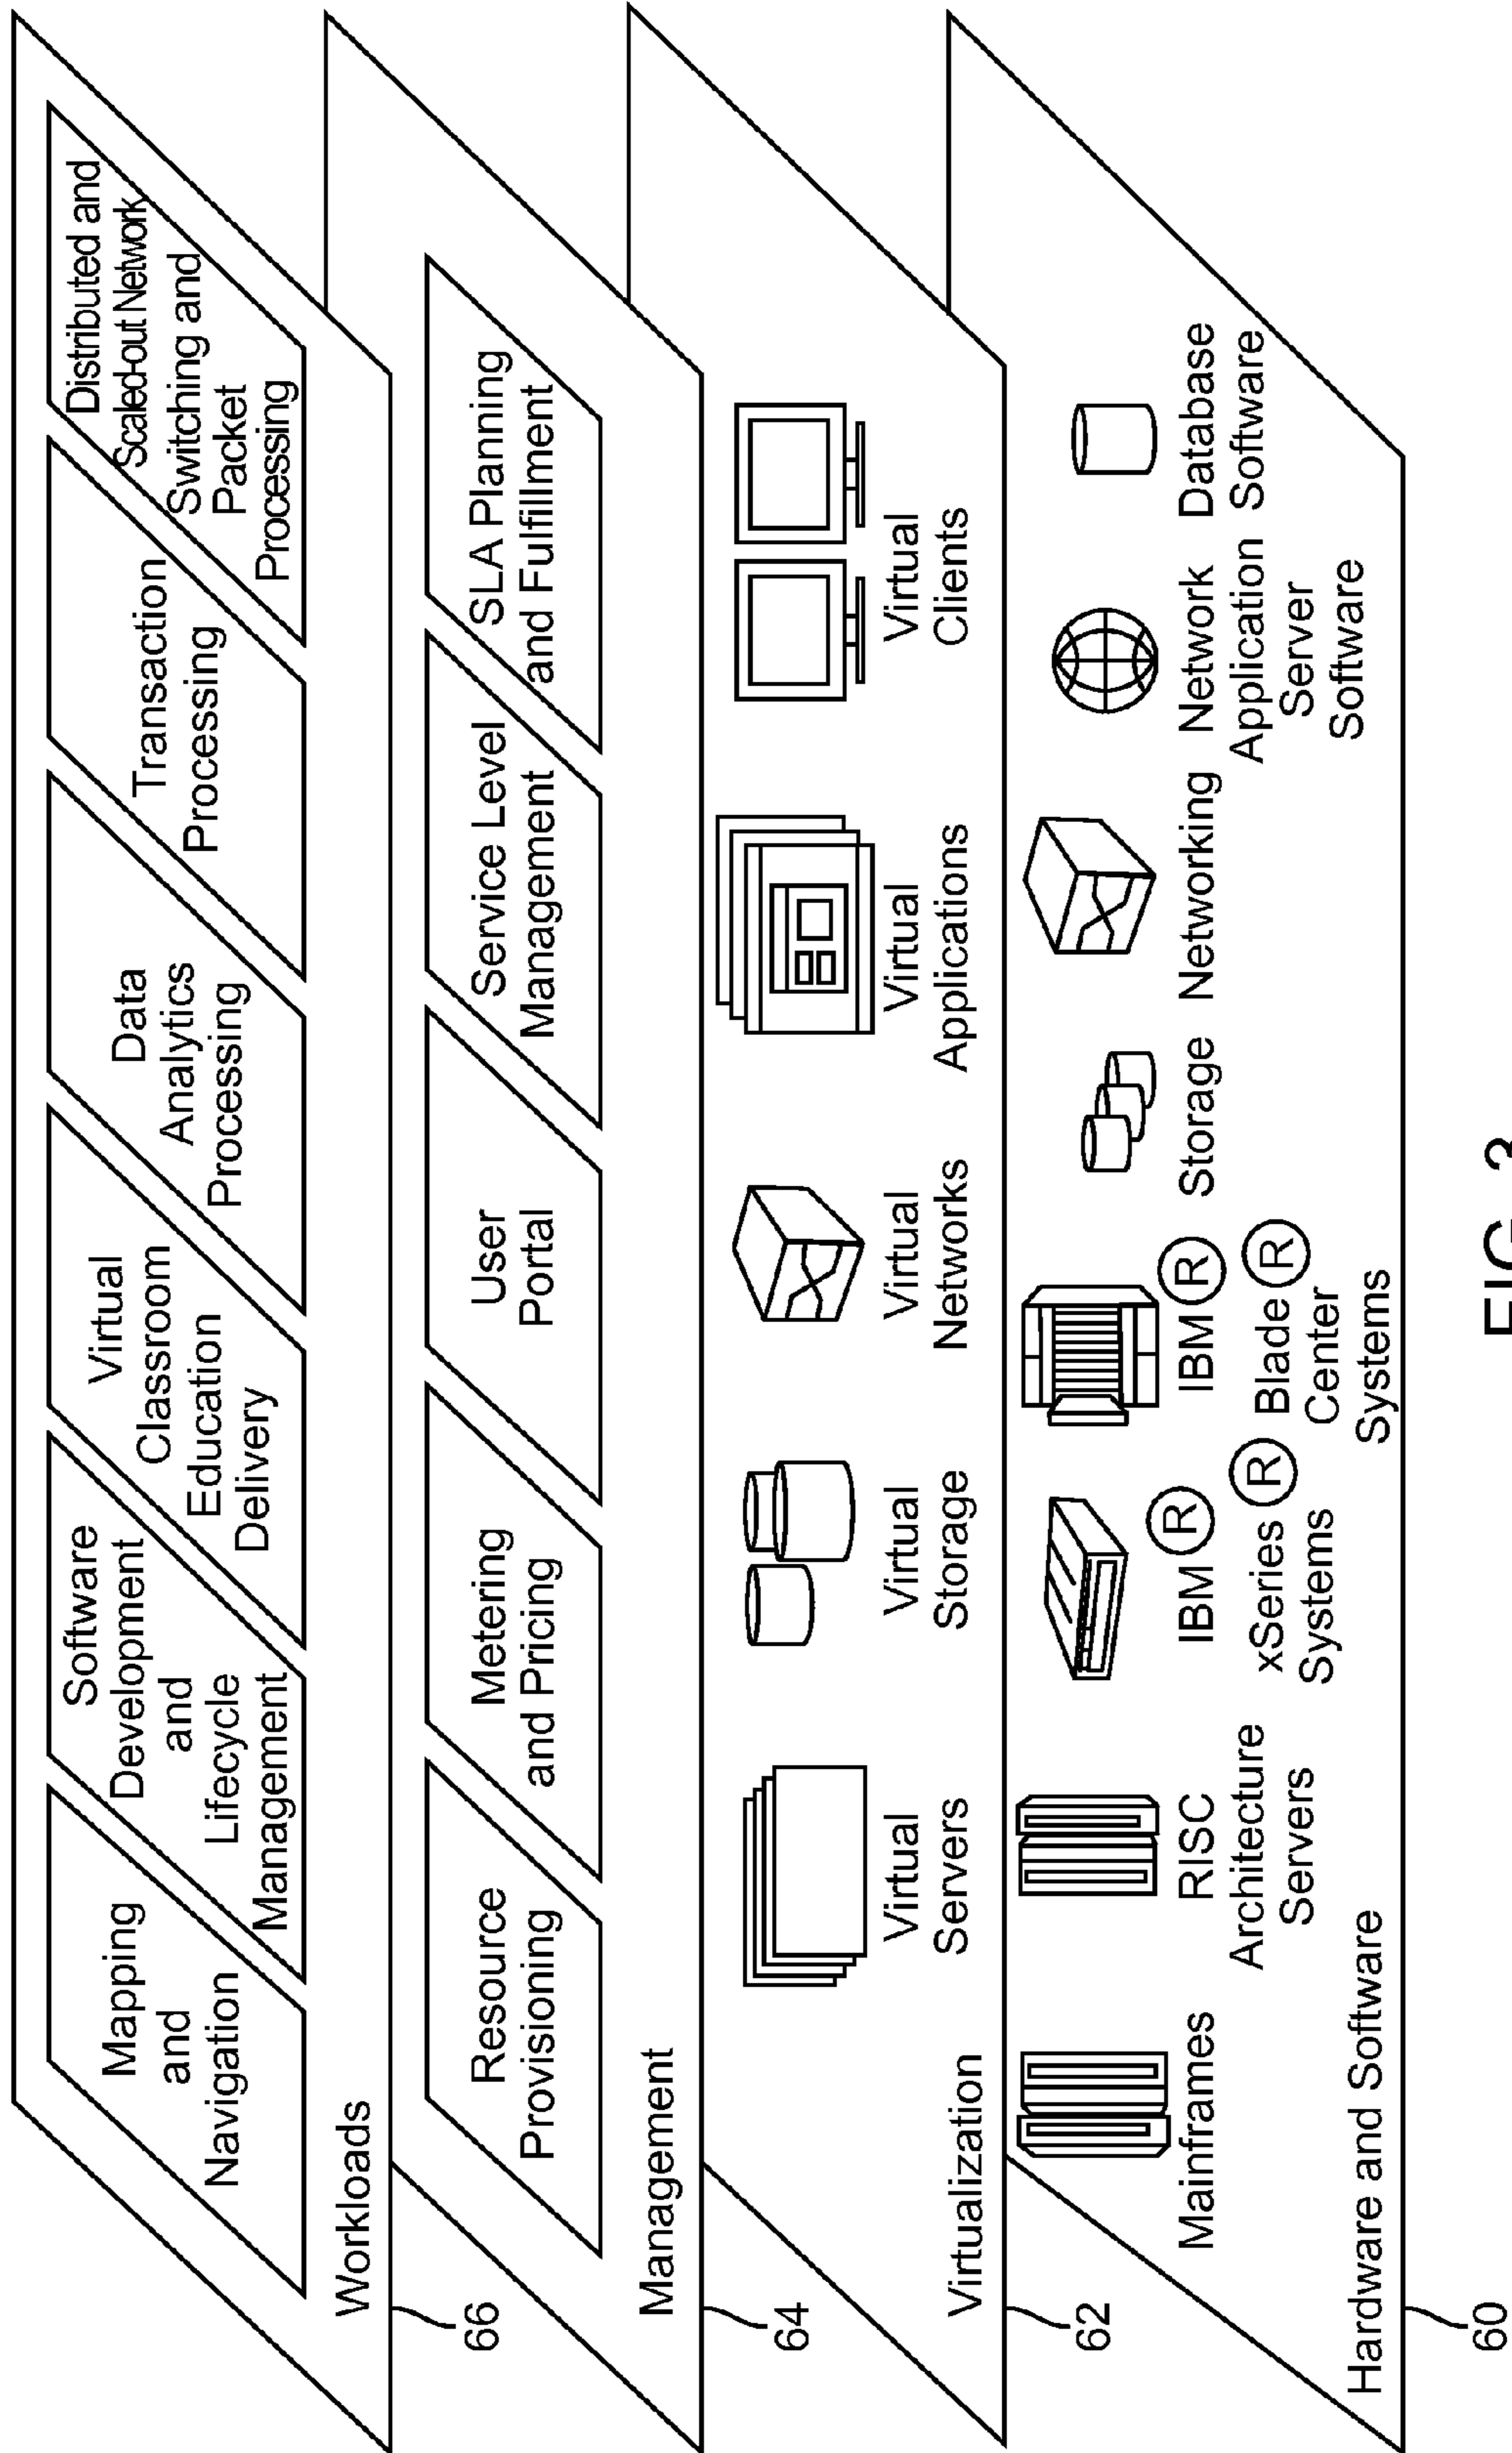 Mapping
and
Navigation
Software
Development
and
Lifecycle
Management
Virtual
Classroom
Education
Delivery
Data
Analytics
Processing
Transaction
Processing
Distributed and
Scaled-out Network
Switching and
Packet
Processing
Workloads
66
Resource
Provisioning
Metering
and Pricing
User
Portal
Service Level
Management
SLA Planning
and Fulfillment
Management
64
Virtual
Servers
Virtual
Storage
Virtual
Networks
Virtual
Applications
Virtual
Clients
Virtualization
62
Mainframes
RISC
Architecture
Servers
IBM®
xSeries®
Systems
IBM®
Blade®
Center
Systems
Storage
Networking
Network
Application
Server
Software
Database
Software
Hardware and Software
60